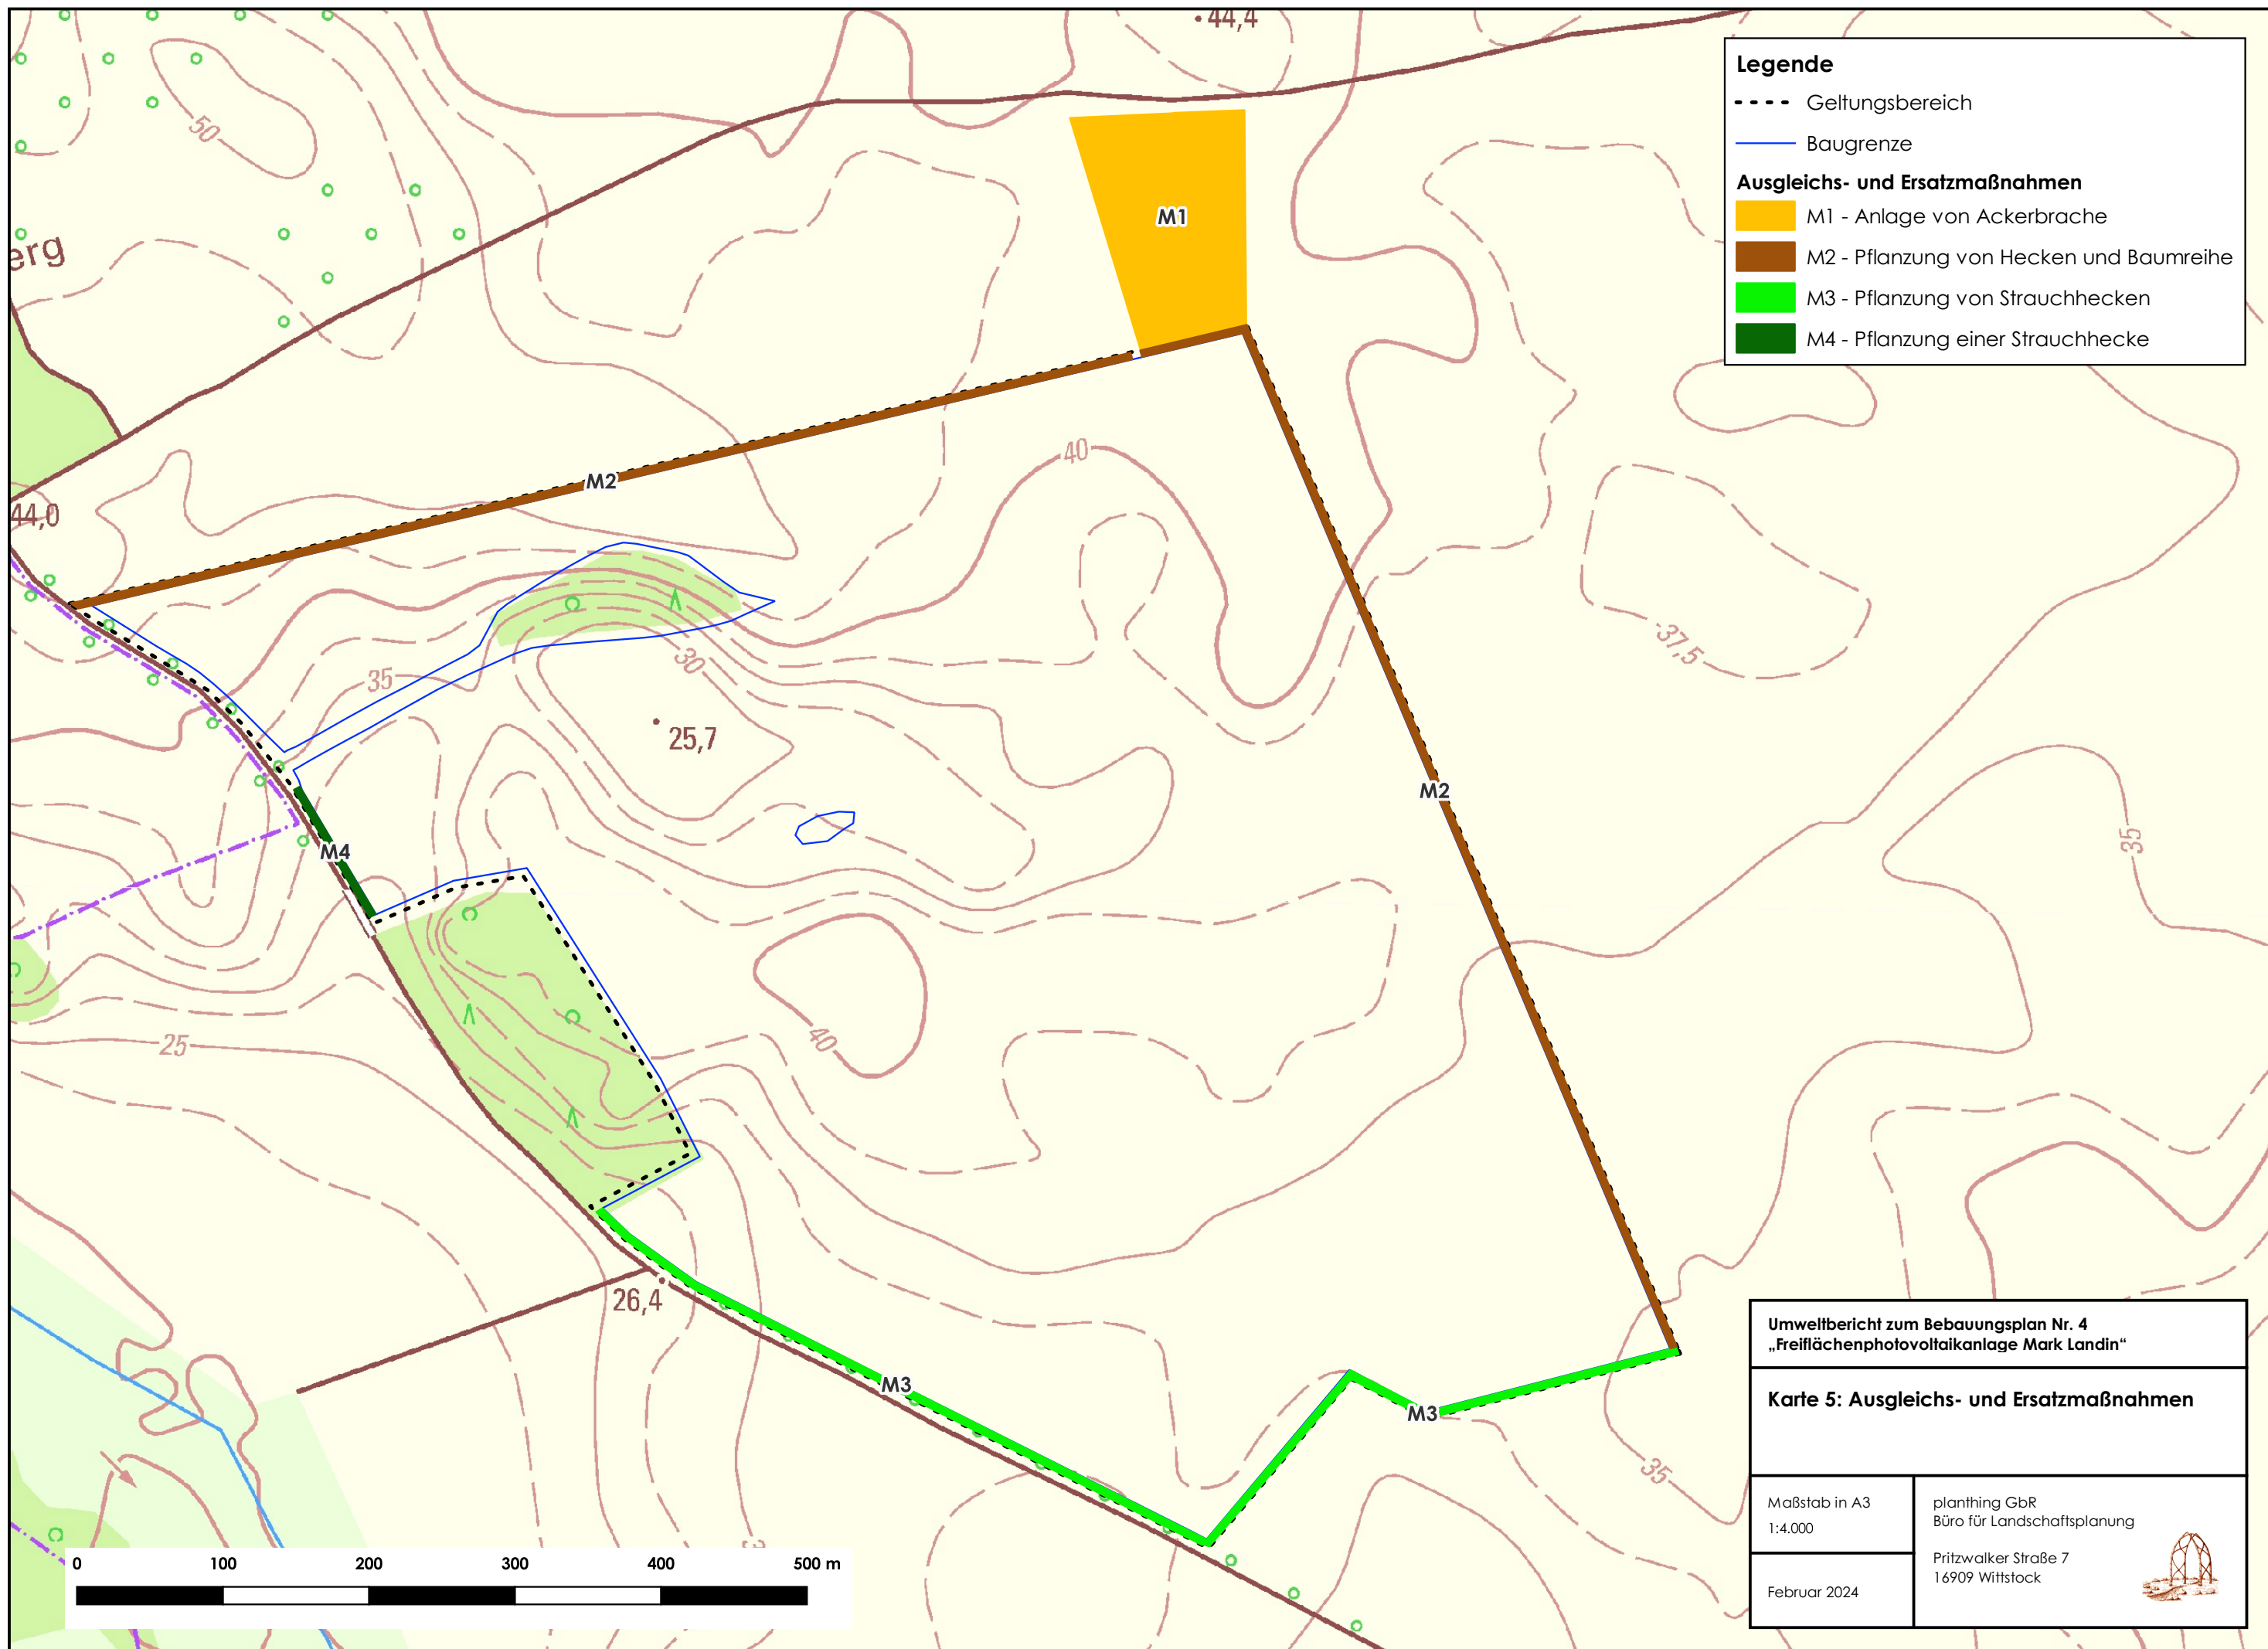 44,4
50
erg
M1
40
M2
44,0
35
30
25,7
37,5
M2
35
M4
40
25
26,4
M3
M3
35
Legende
Geltungsbereich
Baugrenze
Ausgleichs- und Ersatzmaßnahmen
M1 - Anlage von Ackerbrache
M2 - Pflanzung von Hecken und Baumreihe
M3 - Pflanzung von Strauchhecken
M4 - Pflanzung einer Strauchhecke
0 100 200 300 400 500 m
Umweltbericht zum Bebauungsplan Nr. 4
„Freiflächenphotovoltaikanlage Mark Landin“
Karte 5: Ausgleichs- und Ersatzmaßnahmen
Maßstab in A3
1:4.000
Februar 2024
planthing GbR
Büro für Landschaftsplanung
Pritzwalker Straße 7
16909 Wittstock